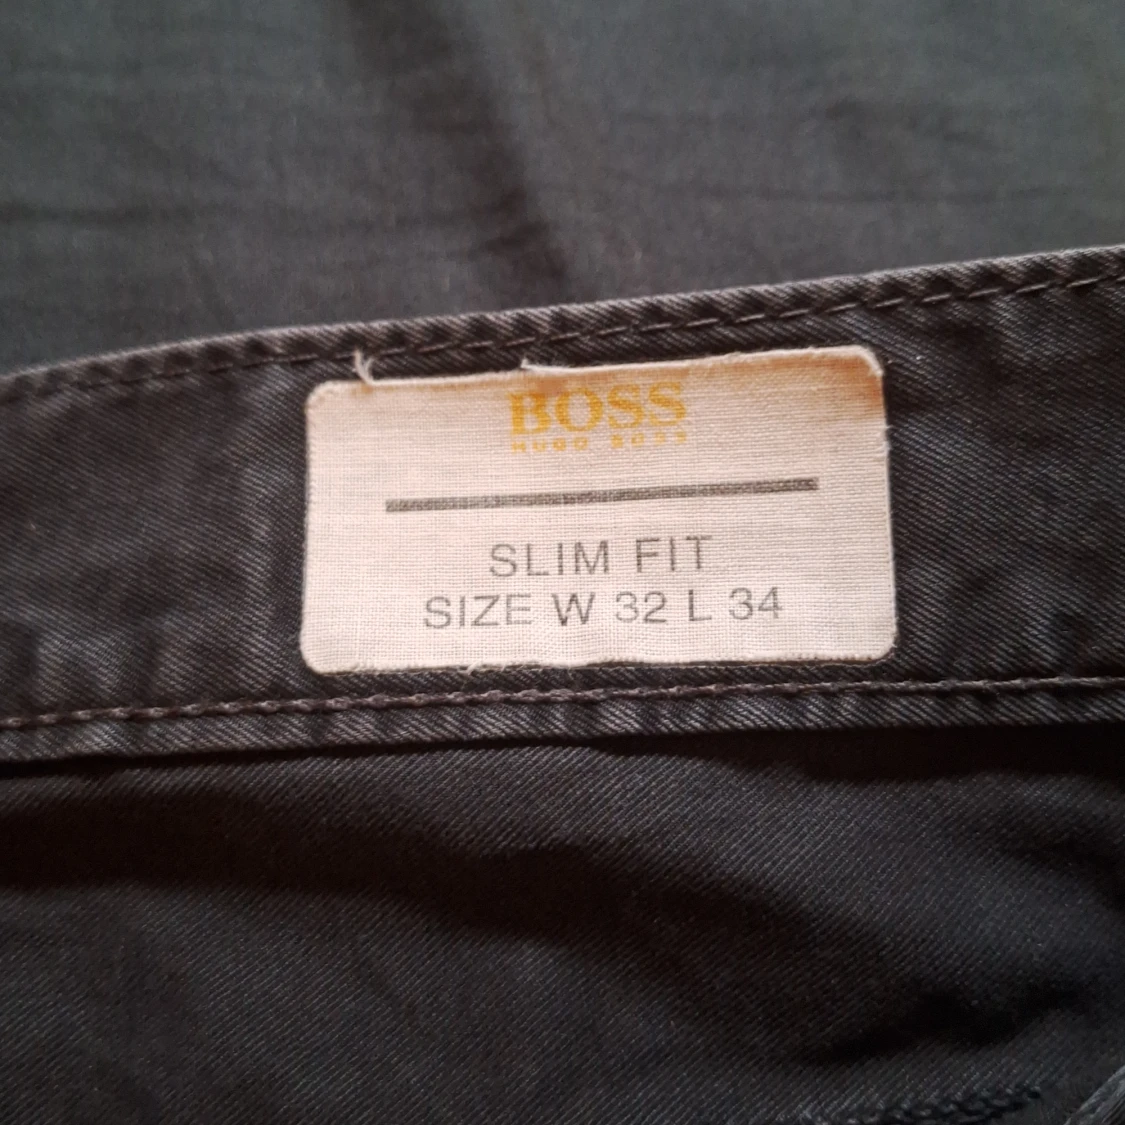 BOSS
HUGO BOSS
SLIM FIT
SIZE W 32 L 34